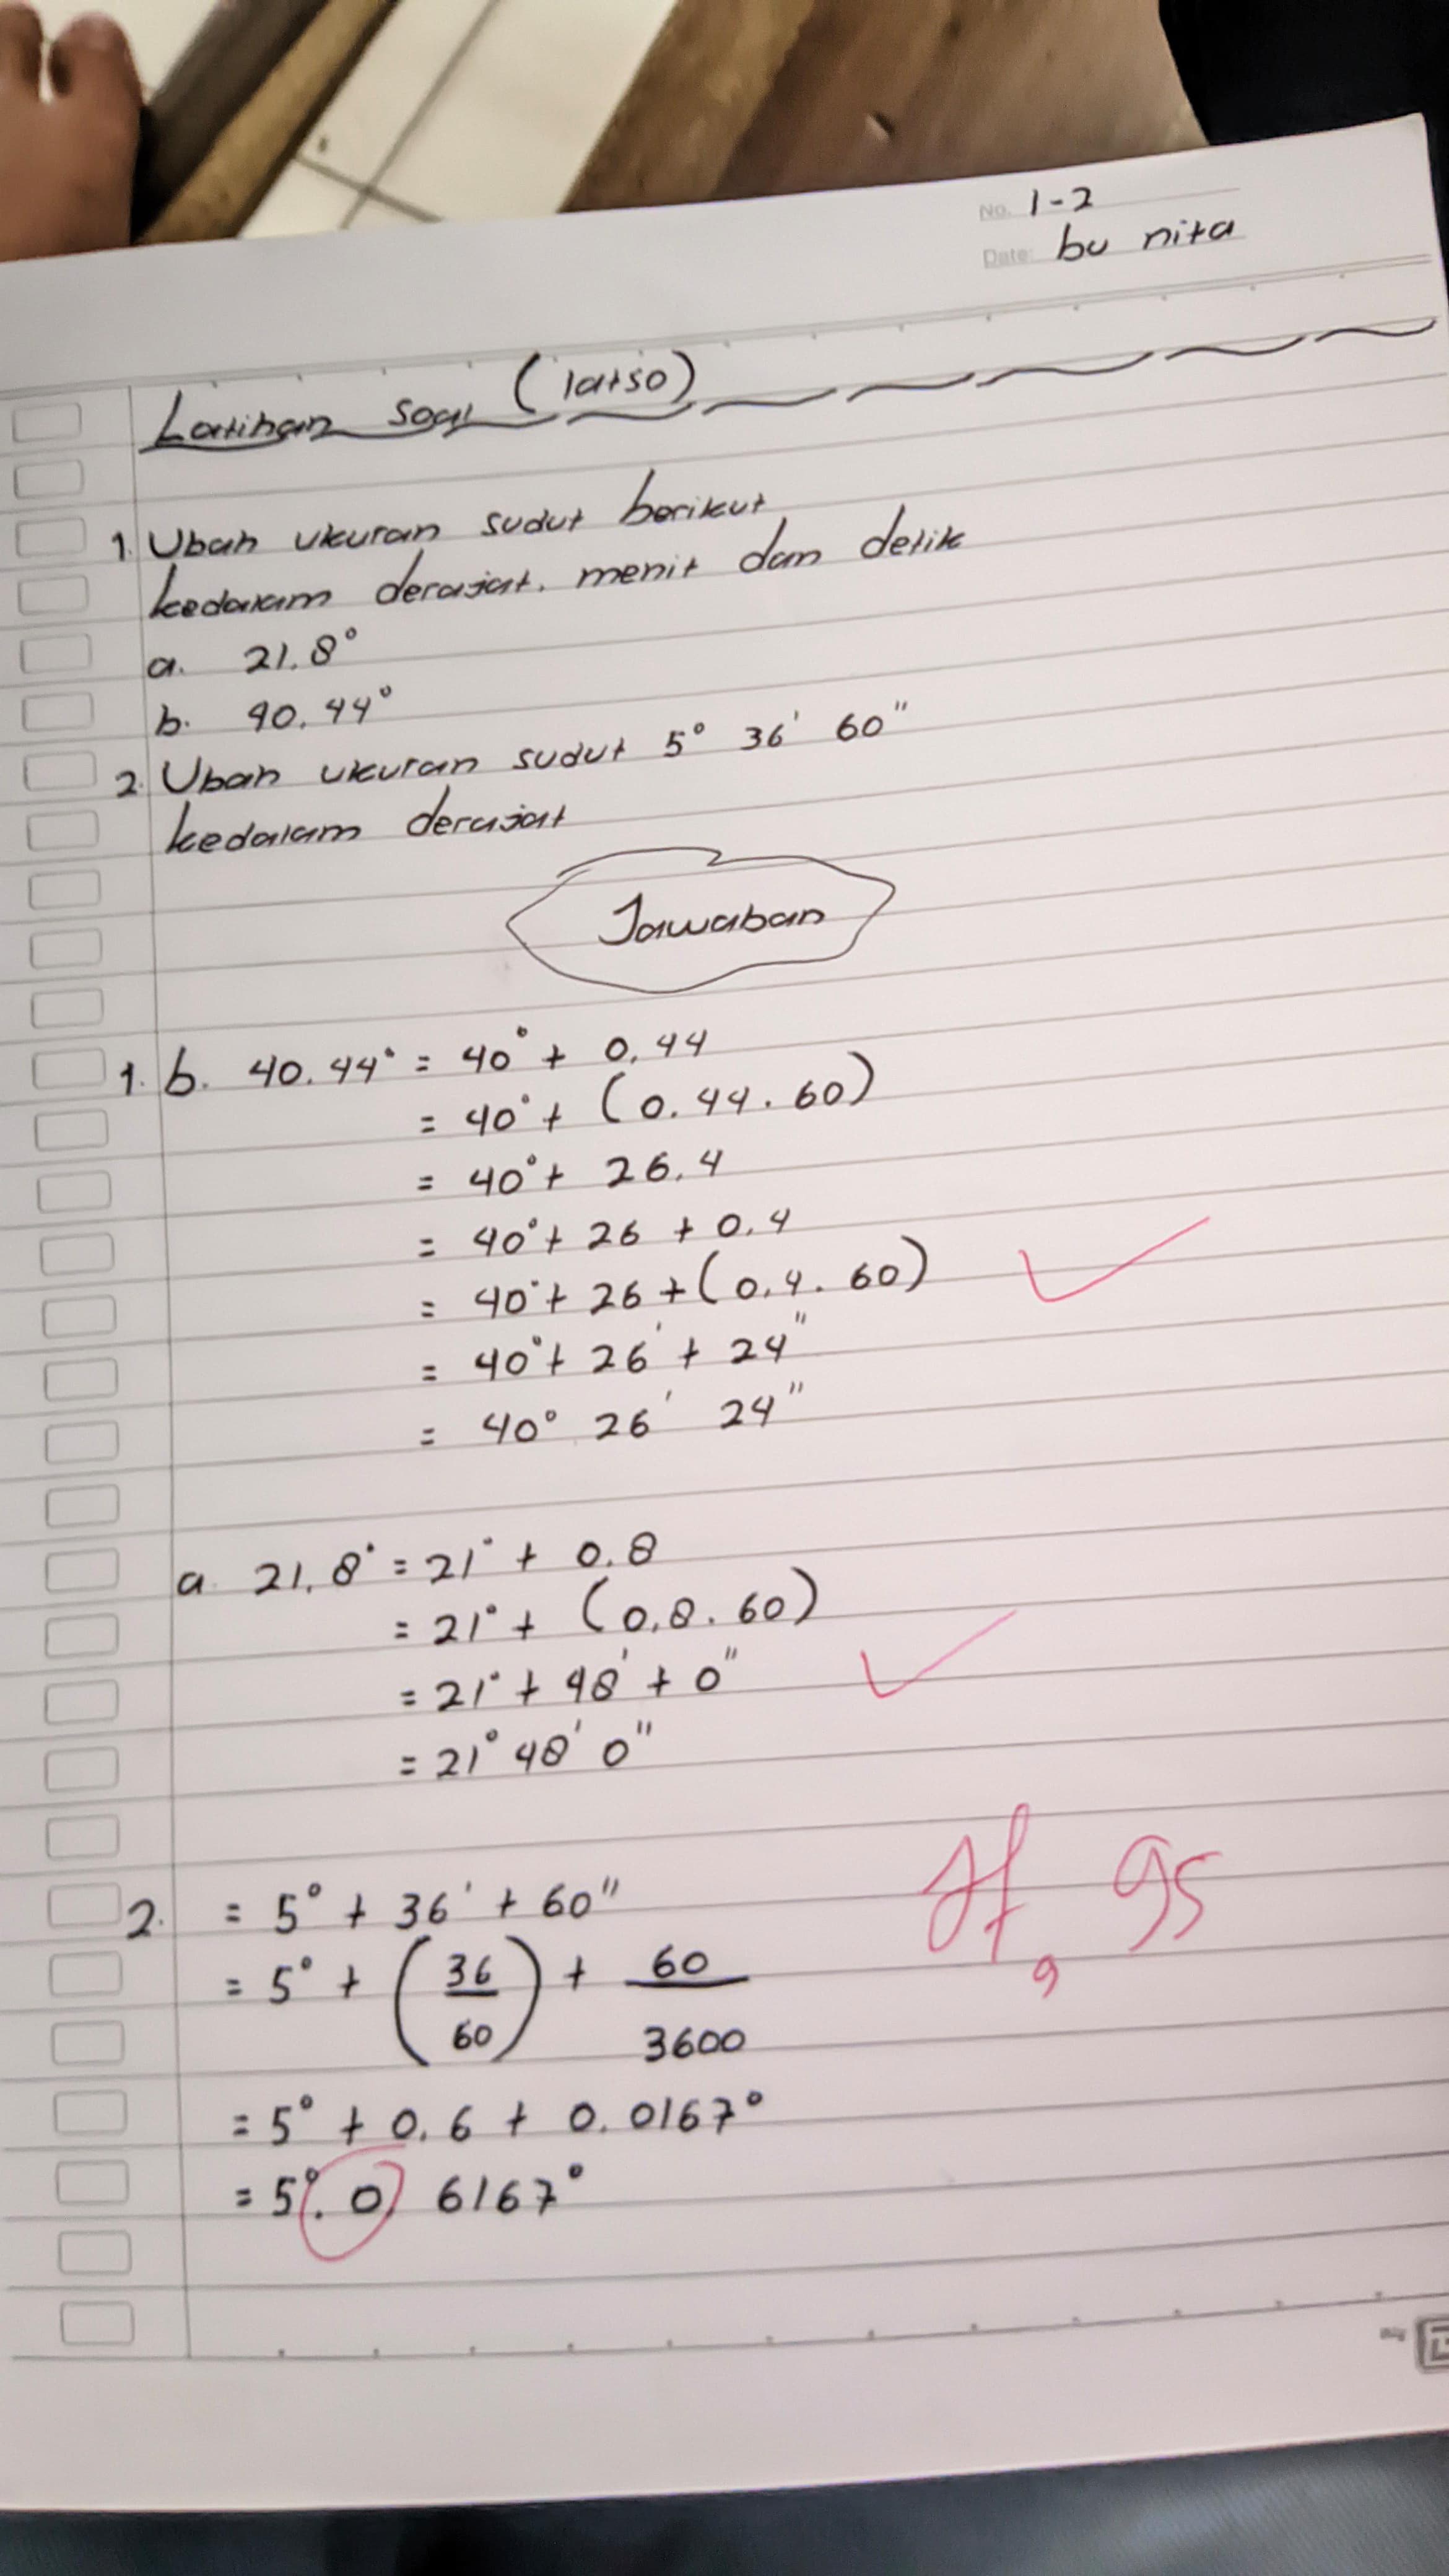 No. 1-2
Date: bu nita
Latihan soal (latso)
1. Ubah ukuran sudut berikut
kedalam derajat, menit dan detik
a. 21.8°
b. 40.44°
2. Ubah ukuran sudut 5° 36' 60"
kedalam derajat
Jawaban
1. b. 40.44° = 40° + 0.44
= 40° + (0.44 . 60)
= 40° + 26.4
= 40° + 26 + 0.4
= 40° + 26 + (0.4 . 60)
= 40° + 26' + 24"
= 40° 26' 24"
a. 21.8° = 21° + 0.8
= 21° + (0.8 . 60)
= 21° + 48' + 0"
= 21° 48' 0"
2. = 5° + 36' + 60"
= 5° + (36/60) + 60/3600
= 5° + 0.6 + 0.0167°
= 5°. 0, 6167°
95